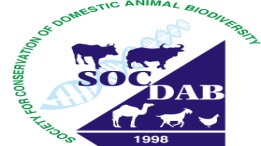 SOCIETY FOR CONSERVATION OF DOMESTIC ANIMAL BIODIVERSITY
SOC
DAB
1998